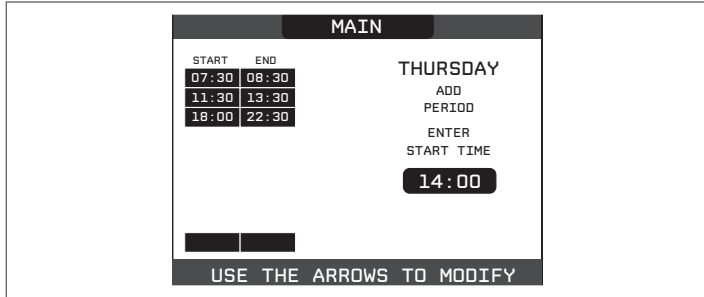 MAIN
START END
07:30 08:30
11:30 13:30
18:00 22:30
THURSDAY
ADD
PERIOD
ENTER
START TIME
14:00
USE THE ARROWS TO MODIFY